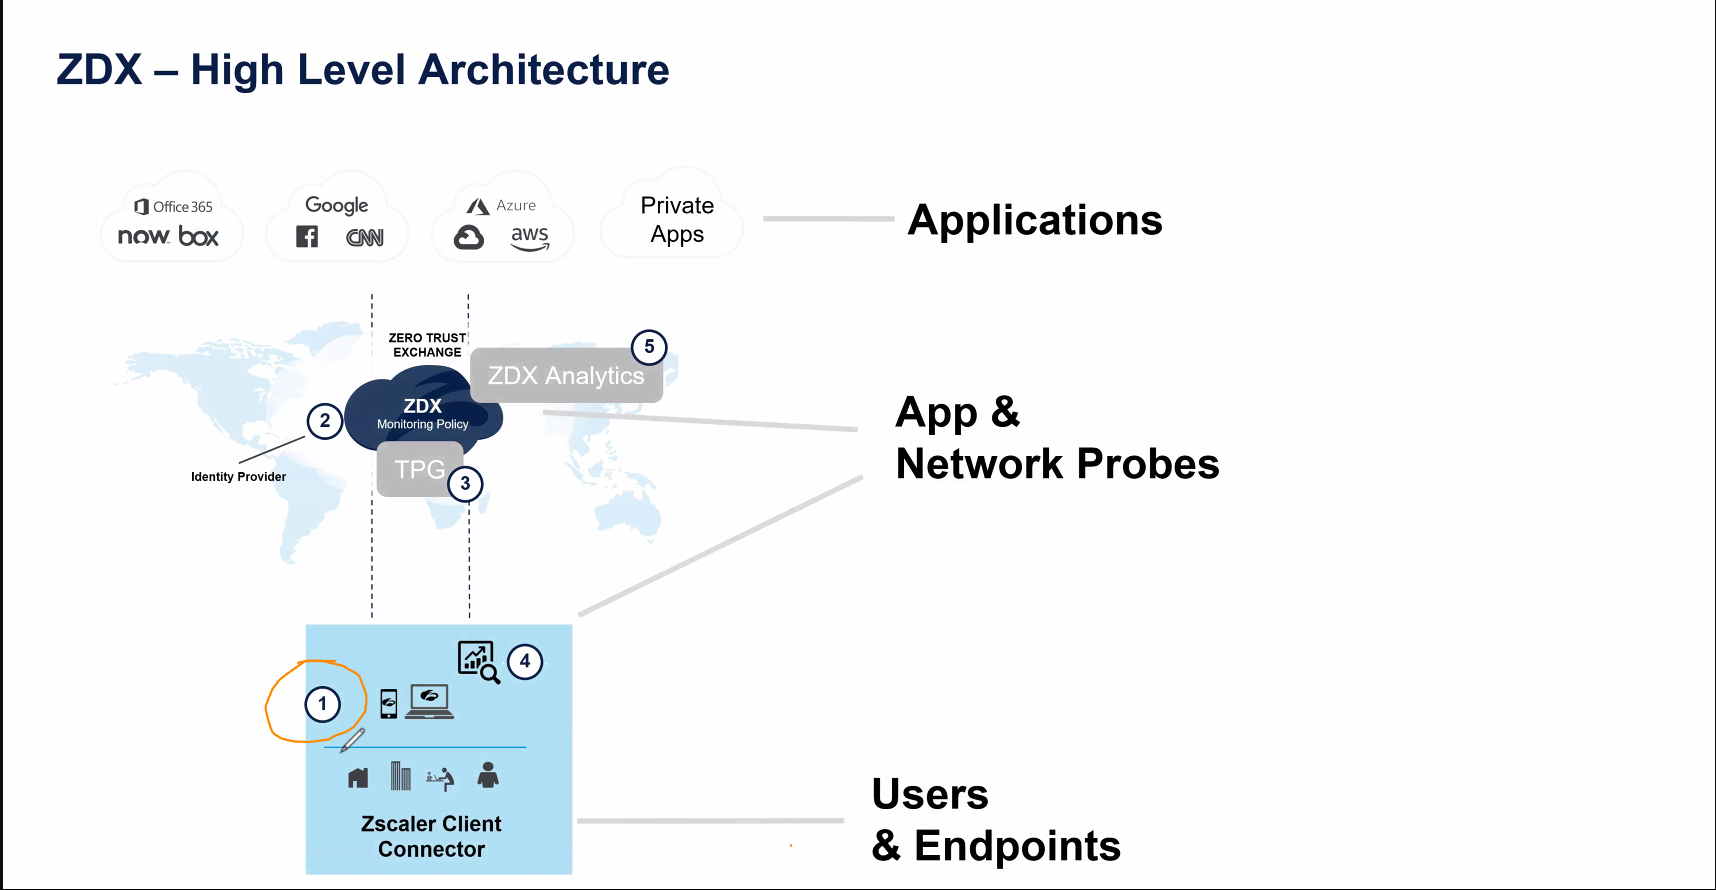 ZDX – High Level Architecture
Office 365
now box
Google
CNN
Azure
aws
Private
Apps
Applications
ZERO TRUST
EXCHANGE
5
ZDX Analytics
ZDX
Monitoring Policy
2
Identity Provider
TPG
3
App &
Network Probes
4
1
Zscaler Client
Connector
Users
& Endpoints